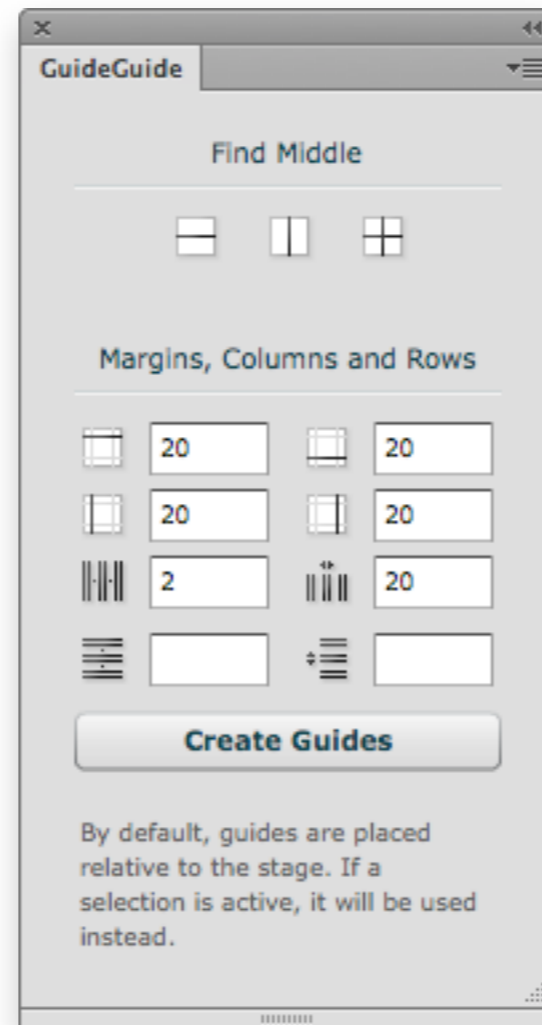 GuideGuide
Find Middle
Margins, Columns and Rows
20 20
20 20
2 20
Create Guides
By default, guides are placed
relative to the stage. If a
selection is active, it will be used
instead.